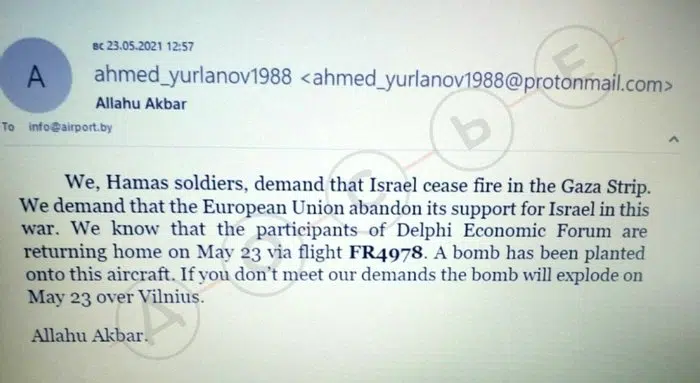 вс 23.05.2021 12:57
A
ahmed_yurlanov1988 <ahmed_yurlanov1988@protonmail.com>
Allahu Akbar
To info@airport.by
We, Hamas soldiers, demand that Israel cease fire in the Gaza Strip.
We demand that the European Union abandon its support for Israel in this
war. We know that the participants of Delphi Economic Forum are
returning home on May 23 via flight FR4978. A bomb has been planted
onto this aircraft. If you don't meet our demands the bomb will explode on
May 23 over Vilnius.
Allahu Akbar.